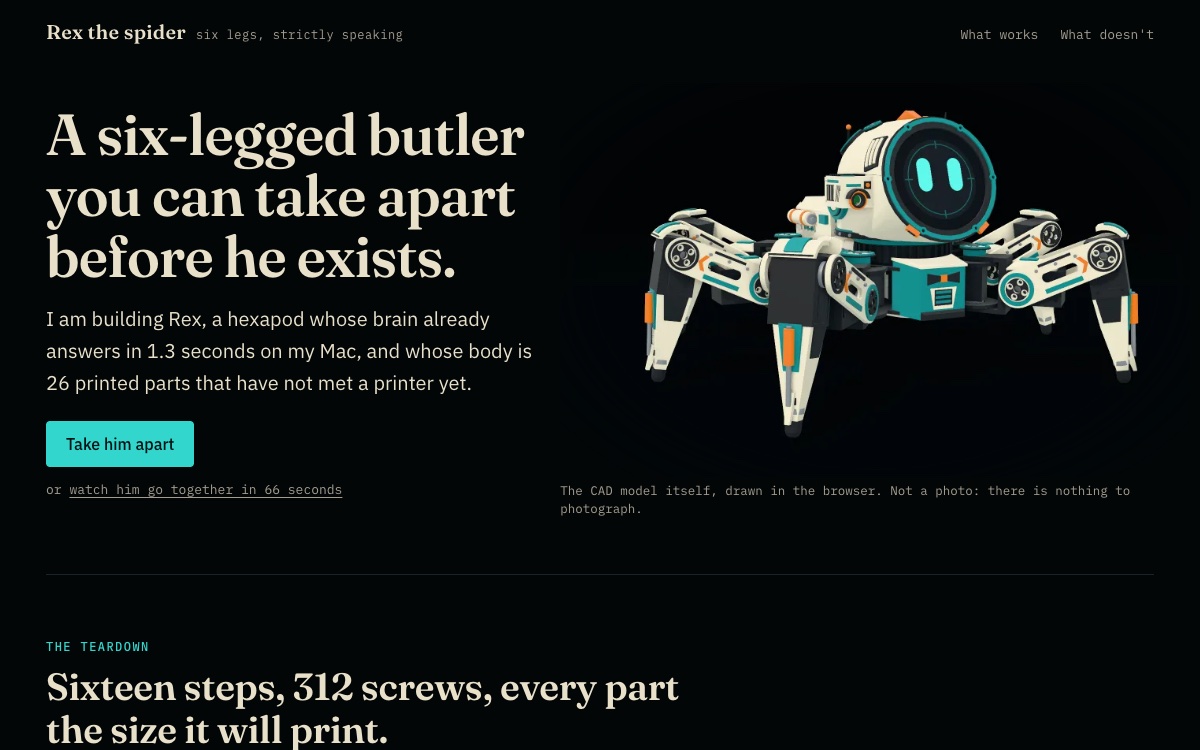 Rex the spider six legs, strictly speaking
What works What doesn't
A six-legged butler
you can take apart
before he exists.
I am building Rex, a hexapod whose brain already
answers in 1.3 seconds on my Mac, and whose body is
26 printed parts that have not met a printer yet.
Take him apart
or watch him go together in 66 seconds
The CAD model itself, drawn in the browser. Not a photo: there is nothing to
photograph.
THE TEARDOWN
Sixteen steps, 312 screws, every part
the size it will print.